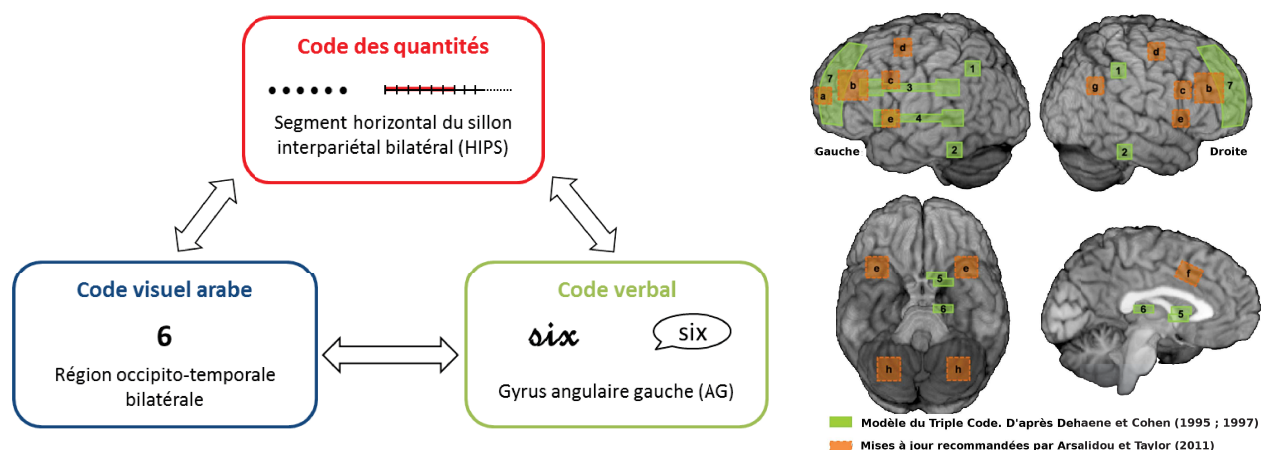 Code des quantités
Segment horizontal du sillon
interpariétal bilatéral (HIPS)
Code visuel arabe
6
Région occipito-temporale
bilatérale
Code verbal
six
six
Gyrus angulaire gauche (AG)
d
7
b
c
1
a
3
e
4
2
Gauche
d
1
g
c
b
7
e
2
Droite
e
e
5
6
h
h
f
6
5
Modèle du Triple Code. D'après Dehaene et Cohen (1995 ; 1997)
Mises à jour recommandées par Arsalidou et Taylor (2011)